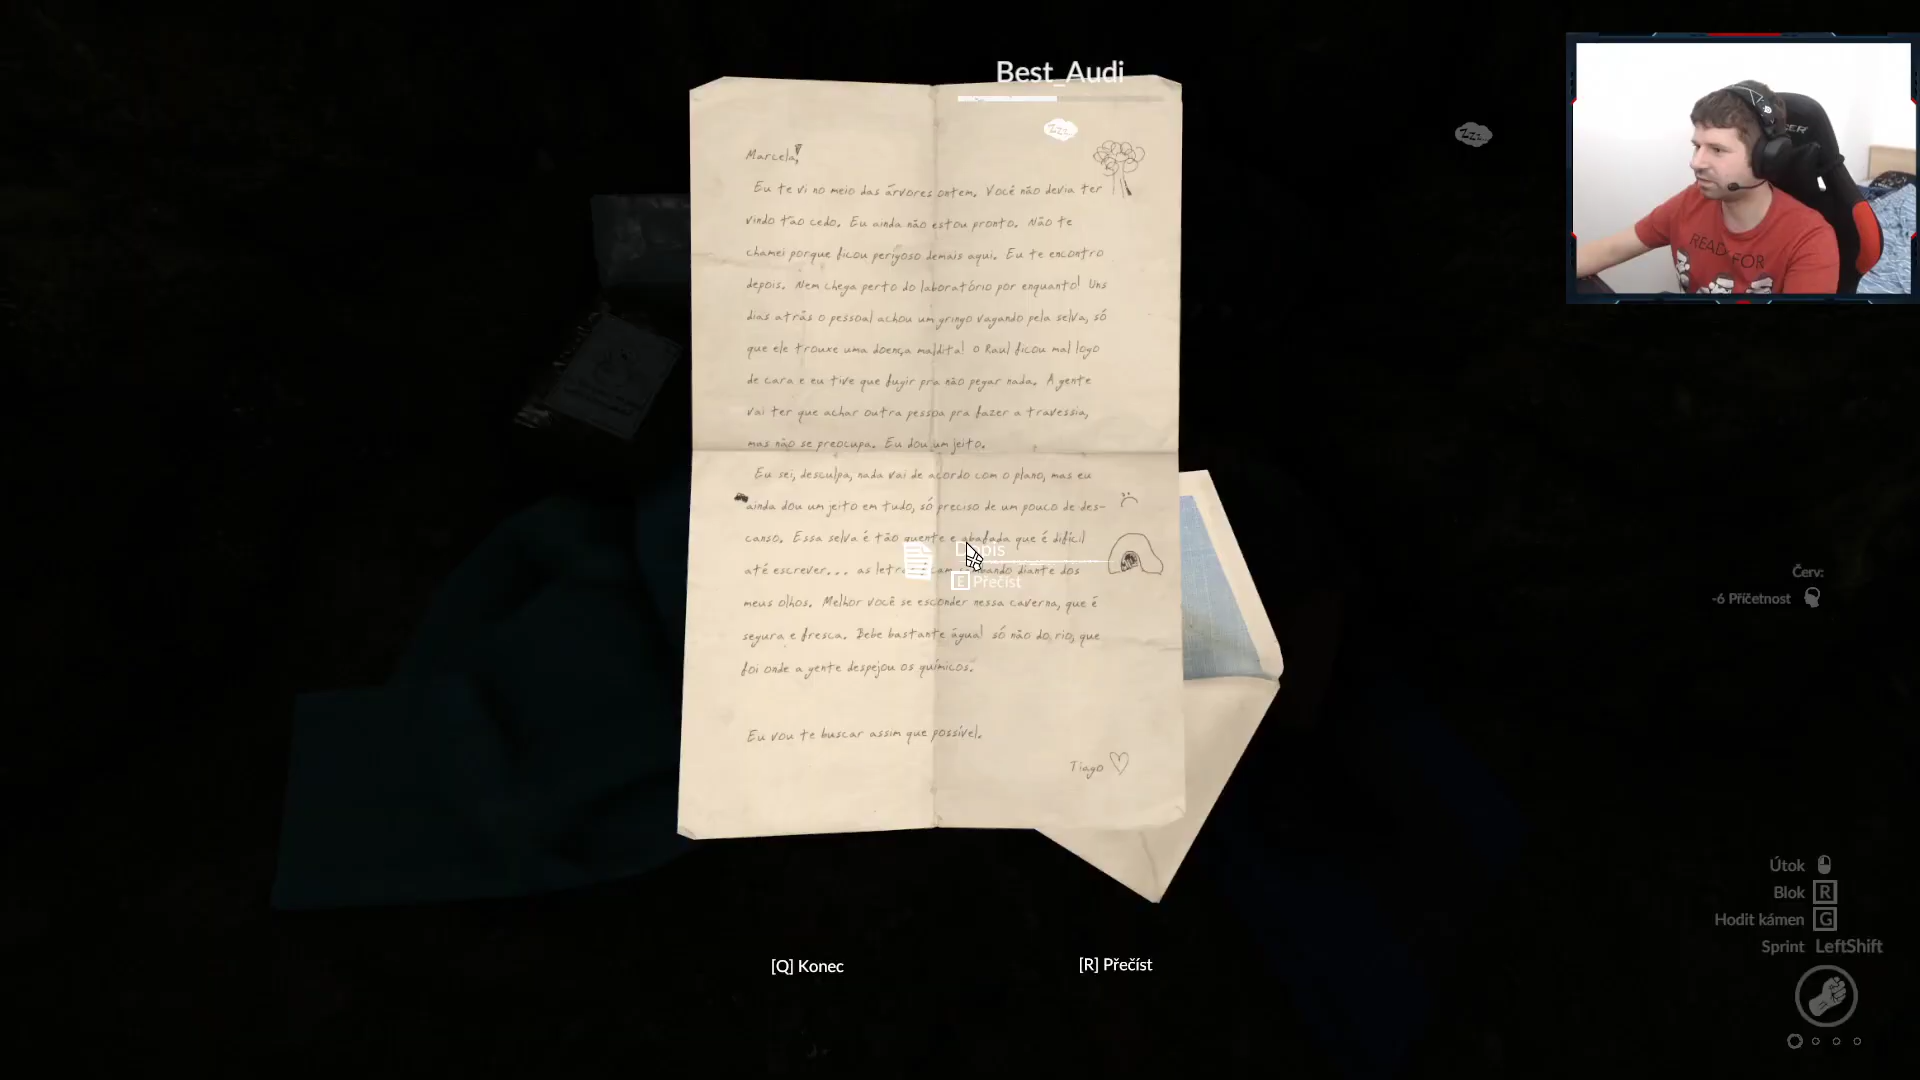 Best_Audi
zzz
zzz
Marcela,
Eu te vi no meio das árvores ontem. Você não devia ter
vindo tão cedo. Eu ainda não estou pronto. Não te
chamei porque ficou perigoso demais aqui. Eu te encontro
depois. Nem chega perto do laboratório por enquanto! Uns
dias atrás o pessoal achou um gringo vagando pela selva, só
que ele trouxe uma doença maldita! O Raul ficou mal logo
de cara e eu tive que fugir pra não pegar nada. A gente
vai ter que achar outra pessoa pra fazer a travessia,
mas não se preocupa. Eu dou um jeito.
Eu sei, desculpa, nada vai de acordo com o plano, mas eu
ainda dou um jeito em tudo, só preciso de um pouco de des-
canso. Essa selva é tão quente e abafada que é difícil
até escrever... as letras diante dos
meus olhos. Melhor você se esconder nessa caverna, que é
segura e fresca. Bebe bastante água! só não do rio, que
foi onde a gente despejou os químicos.
Eu vou te buscar assim que possível.
Tiago
Dopis
E Přečíst
[Q] Konec
[R] Přečíst
READY FOR
Červ:
-6 Příčetnost
Útok
Blok R
Hodit kámen G
Sprint LeftShift